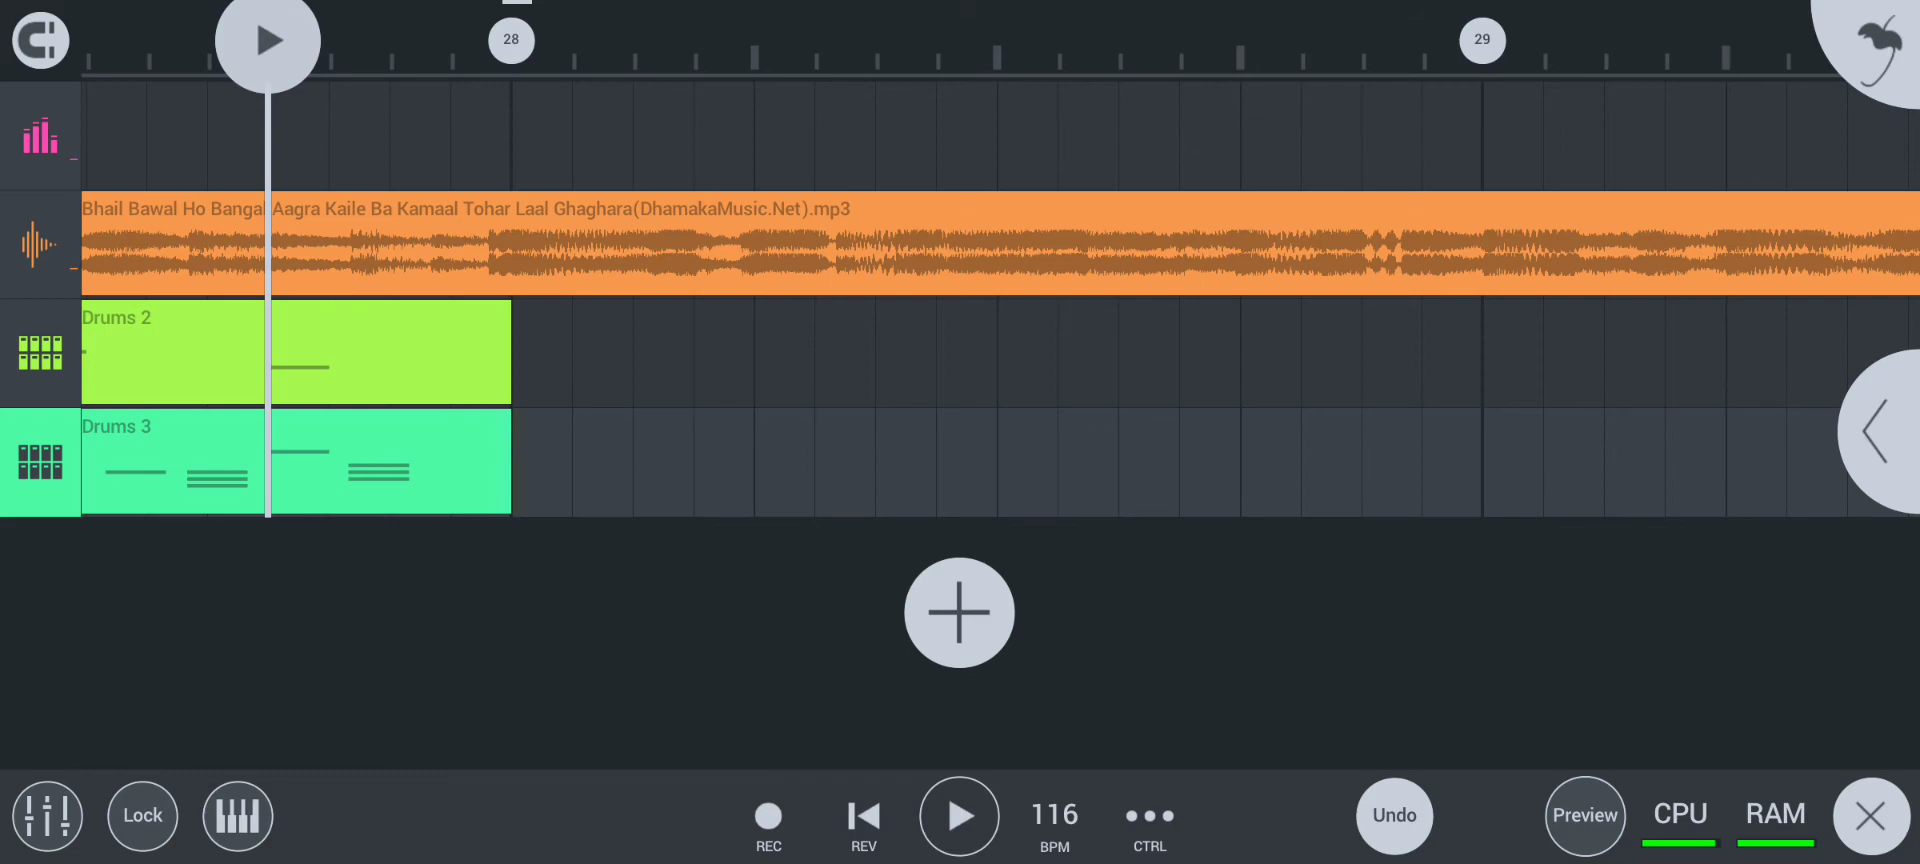 28
29
Bhail Bawal Ho Bangal Aagra Kaile Ba Kamaal Tohar Laal Ghaghara(DhamakaMusic.Net).mp3
Drums 2
Drums 3
Lock
REC
REV
116
BPM
CTRL
Undo
Preview
CPU
RAM